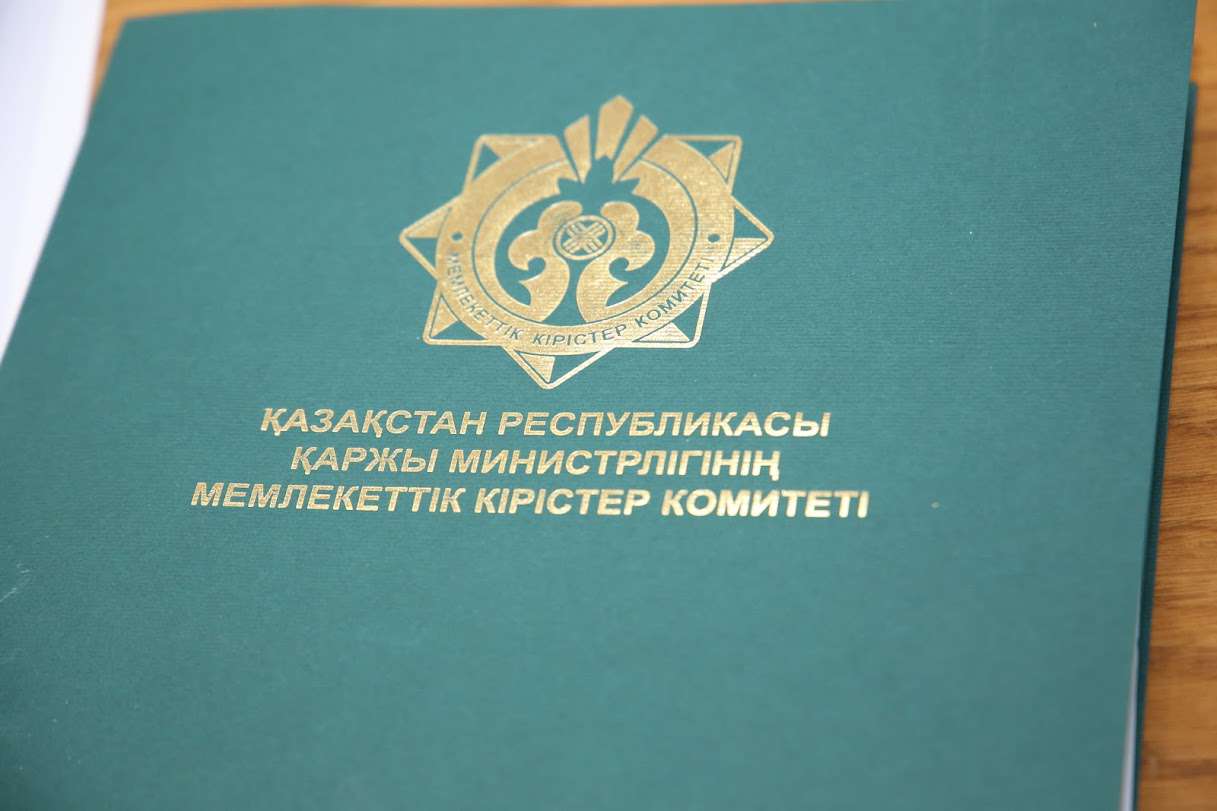 МЕМЛЕКЕТТІК КІРІСТЕР КОМИТЕТІ
ҚАЗАҚСТАН РЕСПУБЛИКАСЫ
ҚАРЖЫ МИНИСТРЛІГІНІҢ
МЕМЛЕКЕТТІК КІРІСТЕР КОМИТЕТІ